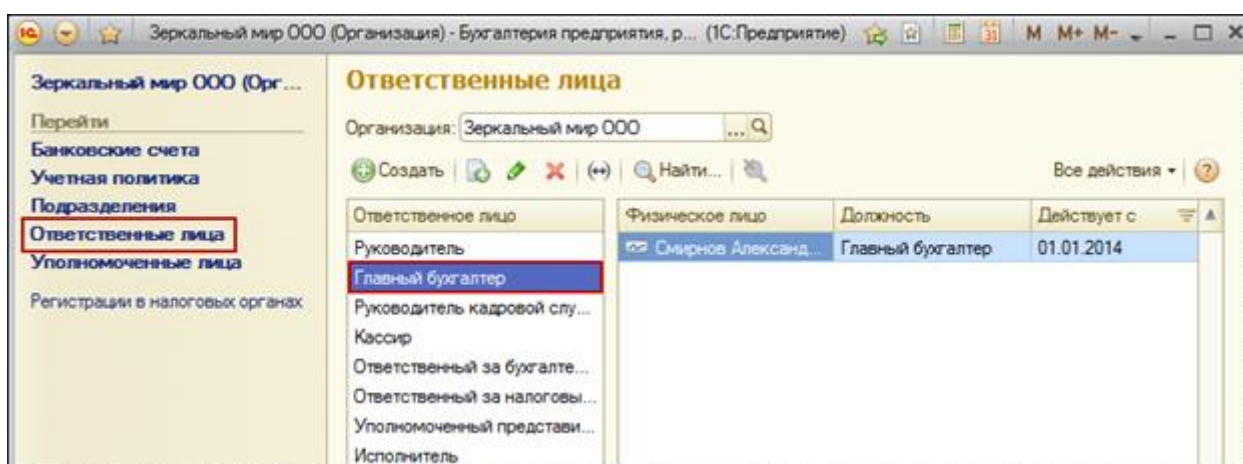 Зеркальный мир ООО (Организация) - Бухгалтерия предприятия, р... (1С:Предприятие) 31 M M+ M-
Зеркальный мир ООО (Орг...
Перейти
Банковские счета
Учетная политика
Подразделения
Ответственные лица
Уполномоченные лица
Регистрации в налоговых органах
Ответственные лица
Организация: Зеркальный мир ООО ...
Создать Найти... Все действия
Ответственное лицо
Руководитель
Главный бухгалтер
Руководитель кадровой слу...
Кассир
Ответственный за бухгалте...
Ответственный за налоговы...
Уполномоченный представи...
Исполнитель
Физическое лицо Должность Действует с
Смирнов Александ... Главный бухгалтер 01.01.2014